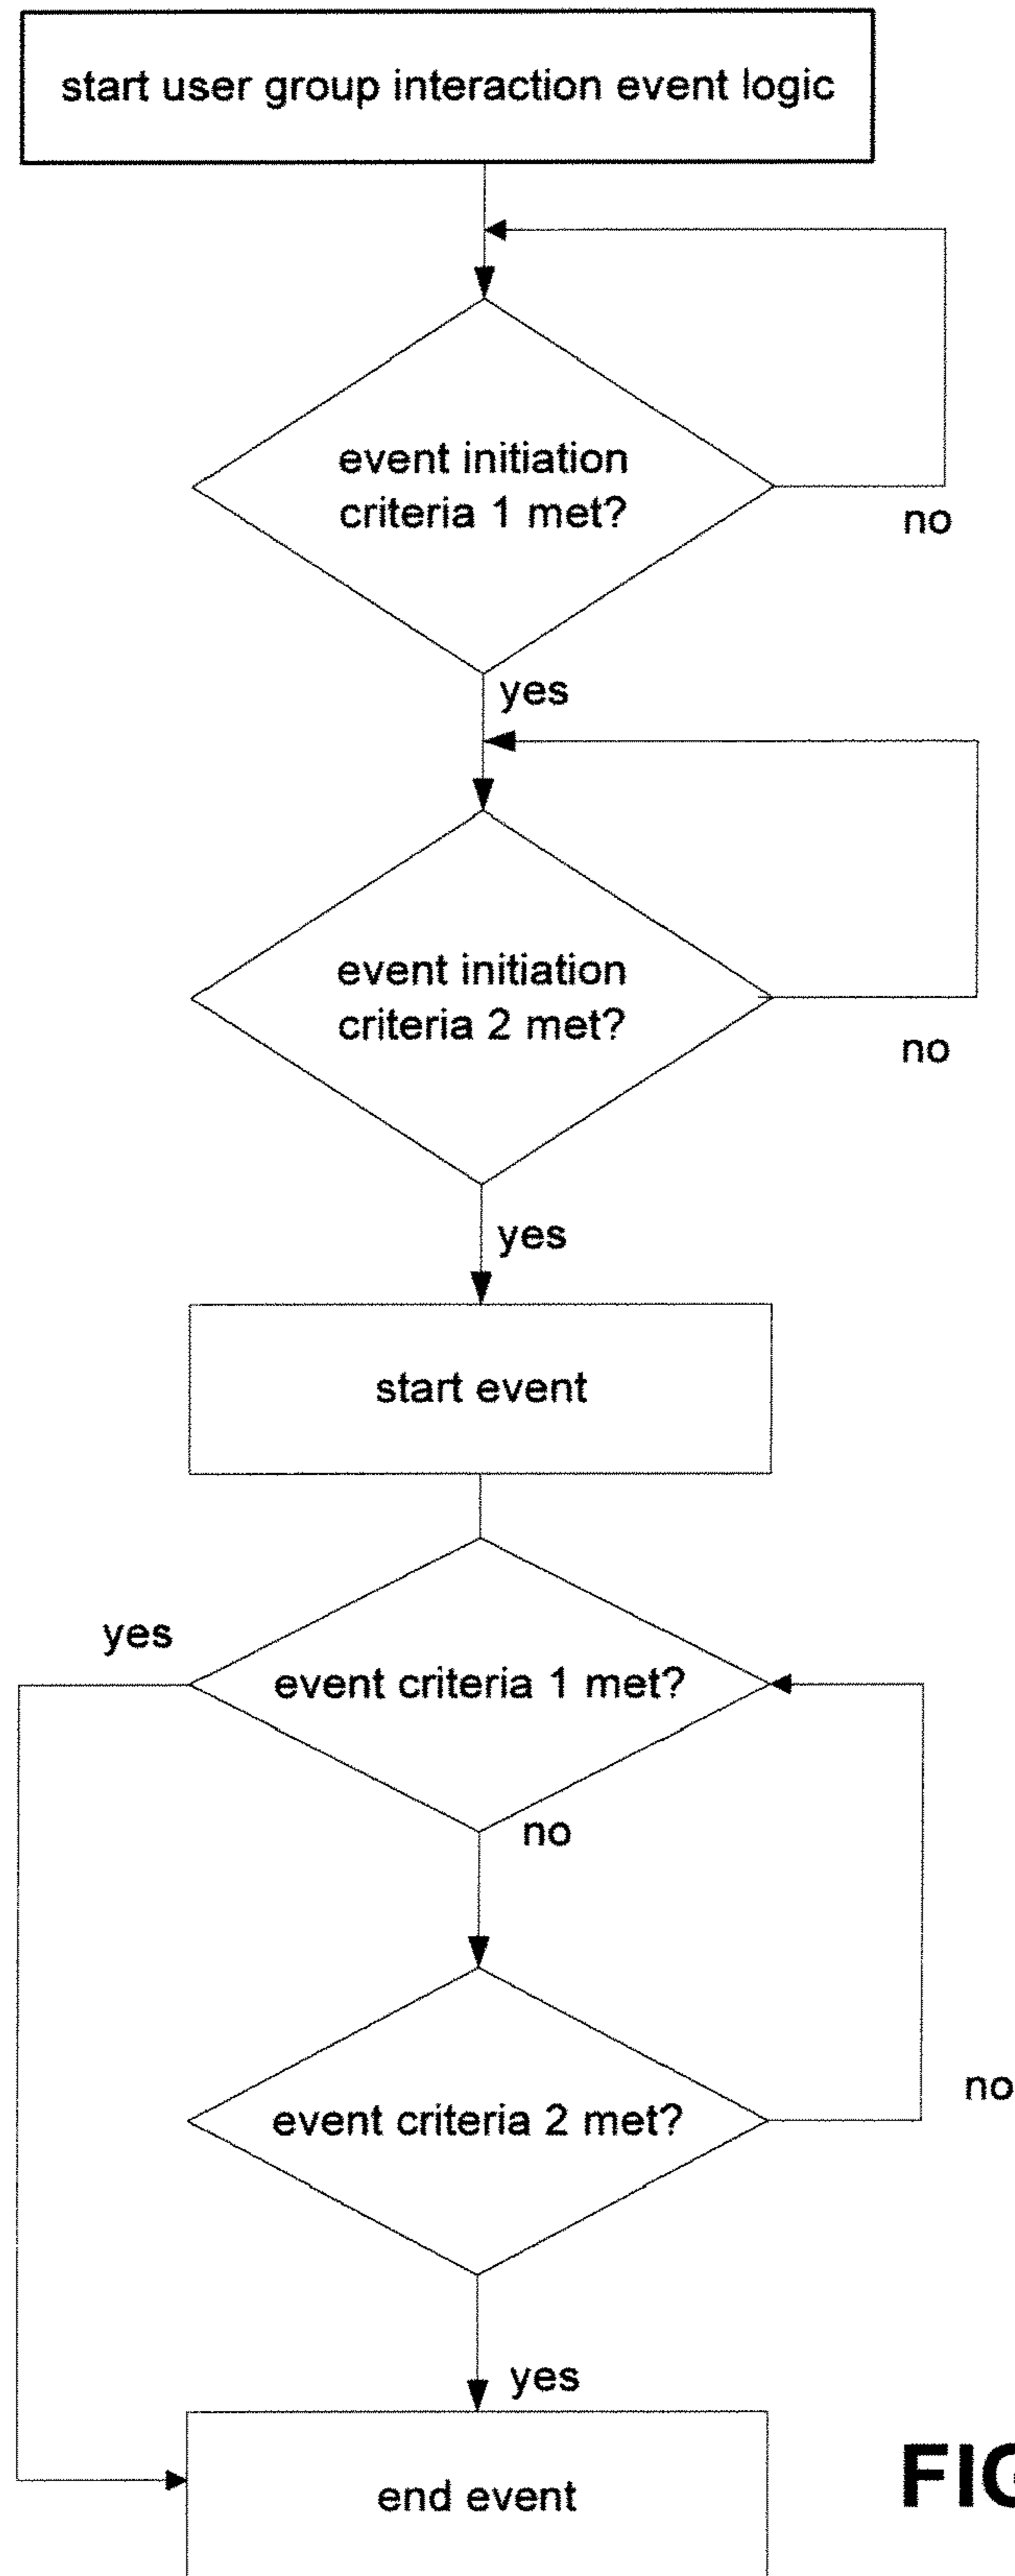 start user group interaction event logic
event initiation
criteria 1 met?
no
yes
event initiation
criteria 2 met?
no
yes
start event
yes
event criteria 1 met?
no
no
event criteria 2 met?
yes
end event